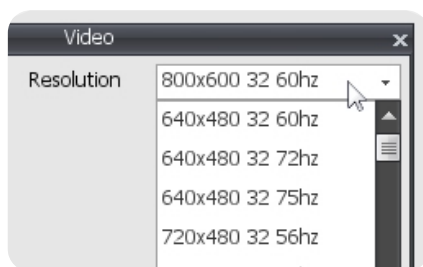 Video
Resolution 800x600 32 60hz
640x480 32 60hz
640x480 32 72hz
640x480 32 75hz
720x480 32 56hz